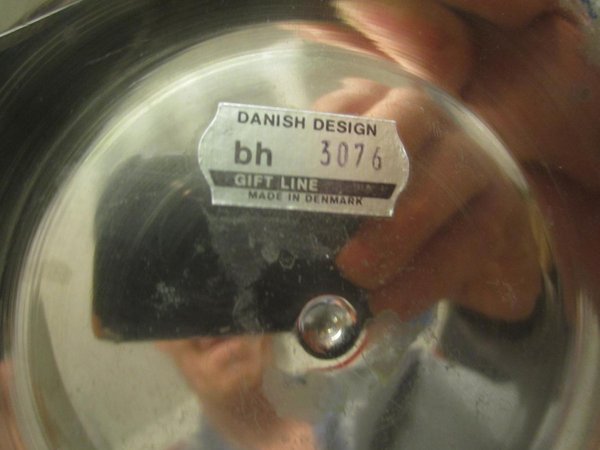 DANISH DESIGN
bh 3076
GIFT LINE
MADE IN DENMARK